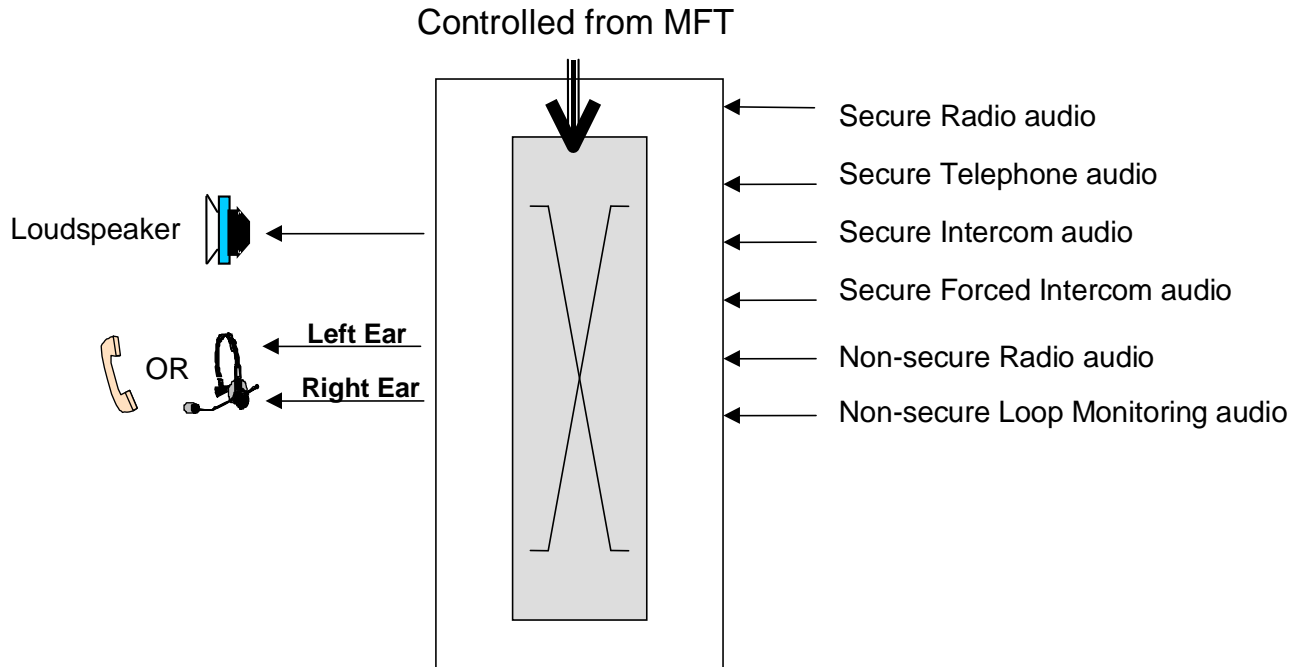 Controlled from MFT
Secure Radio audio
Secure Telephone audio
Loudspeaker
Secure Intercom audio
Secure Forced Intercom audio
Left Ear
OR
Right Ear
Non-secure Radio audio
Non-secure Loop Monitoring audio